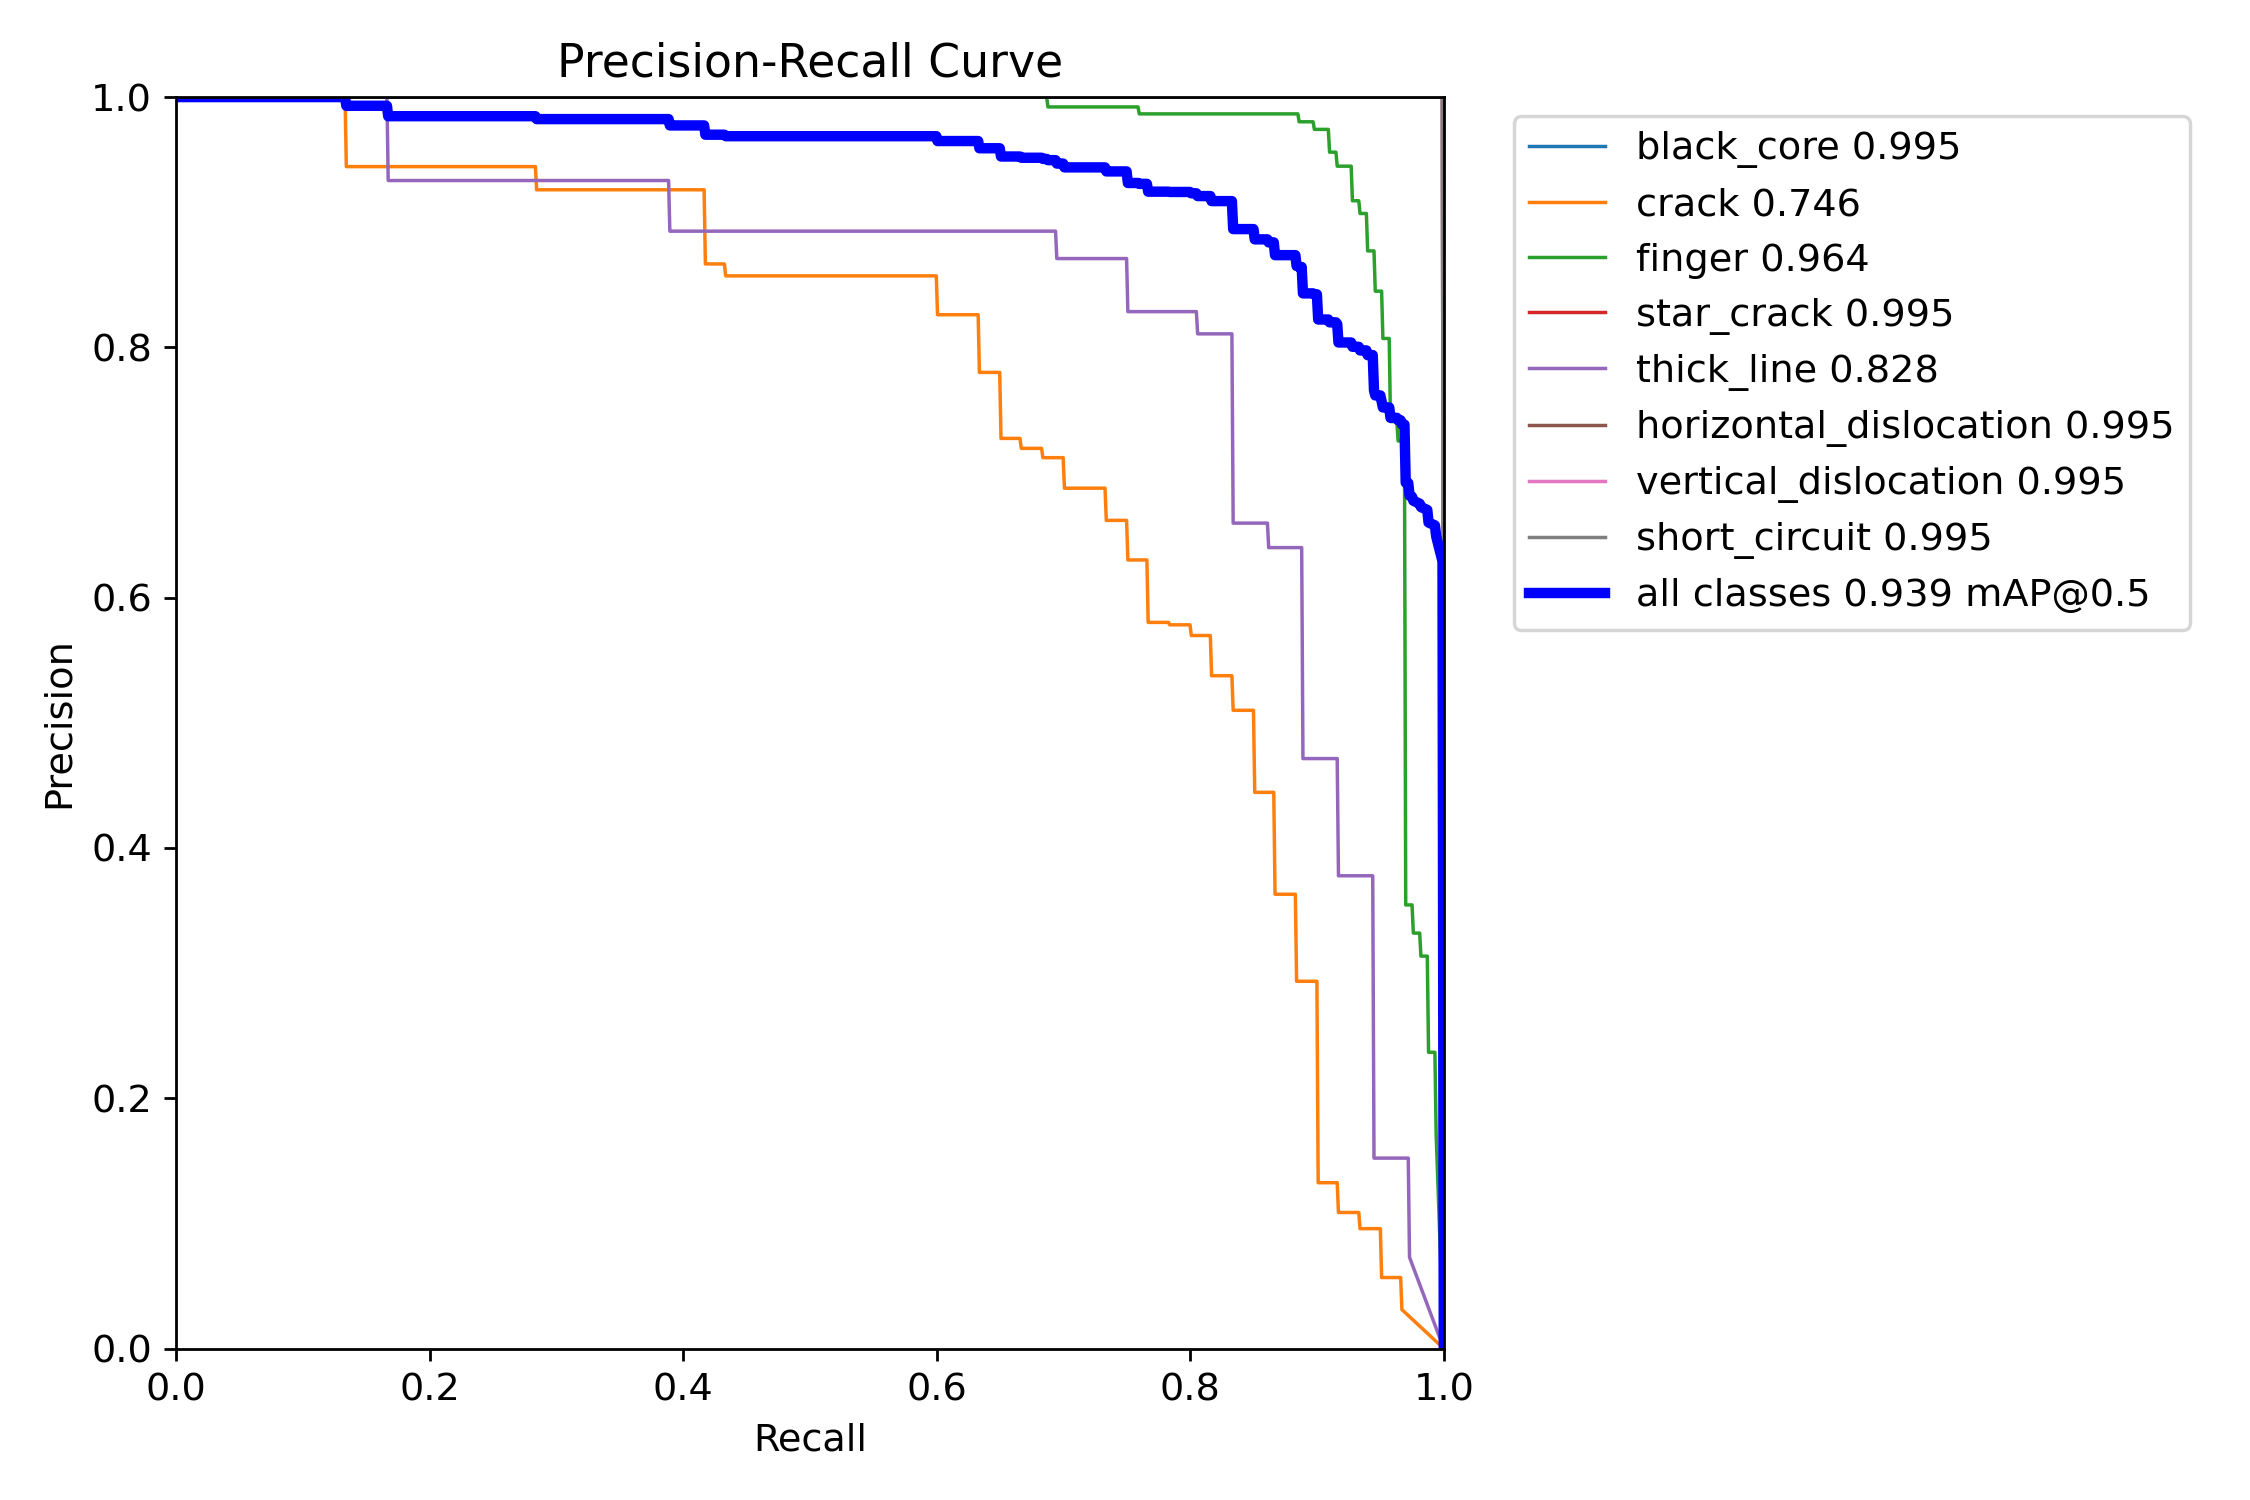 Precision-Recall Curve
1.0
0.8
0.6
0.4
0.2
0.0
Precision
0.0 0.2 0.4 0.6 0.8 1.0
Recall
black_core 0.995
crack 0.746
finger 0.964
star_crack 0.995
thick_line 0.828
horizontal_dislocation 0.995
vertical_dislocation 0.995
short_circuit 0.995
all classes 0.939 mAP@0.5